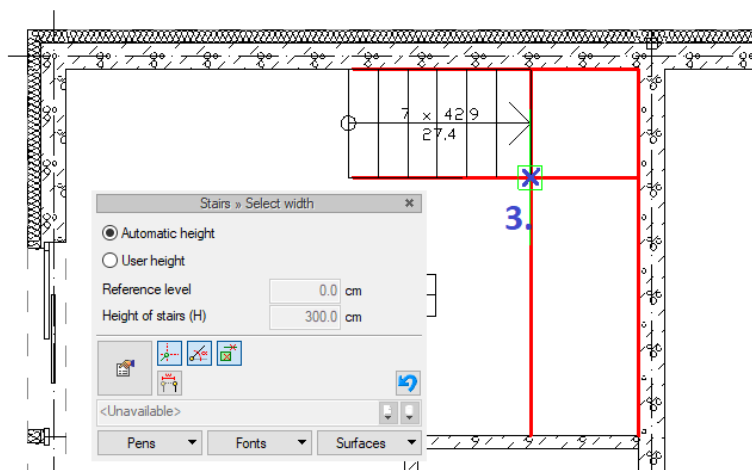 7 x 42.9
27.4
3.
Stairs » Select width
Automatic height
User height
Reference level 0.0 cm
Height of stairs (H) 300.0 cm
<Unavailable>
Pens Fonts Surfaces